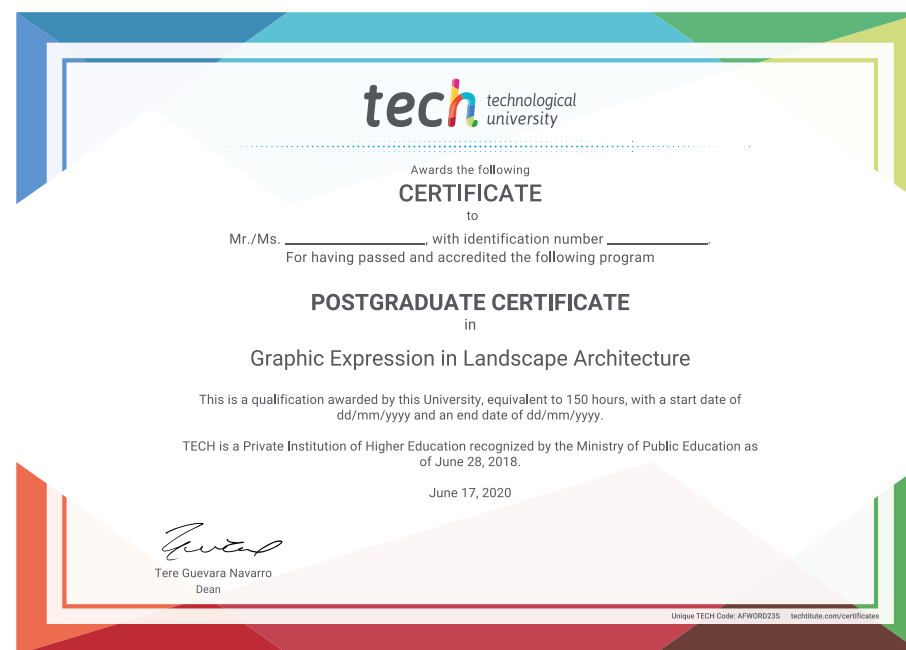 tech technological
university
Awards the following
CERTIFICATE
to
Mr./Ms. ____________________, with identification number ______________.
For having passed and accredited the following program
POSTGRADUATE CERTIFICATE
in
Graphic Expression in Landscape Architecture
This is a qualification awarded by this University, equivalent to 150 hours, with a start date of
dd/mm/yyyy and an end date of dd/mm/yyyy.
TECH is a Private Institution of Higher Education recognized by the Ministry of Public Education as
of June 28, 2018.
June 17, 2020
Tere Guevara Navarro
Dean
Unique TECH Code: AFWORD23S techtitute.com/certificates